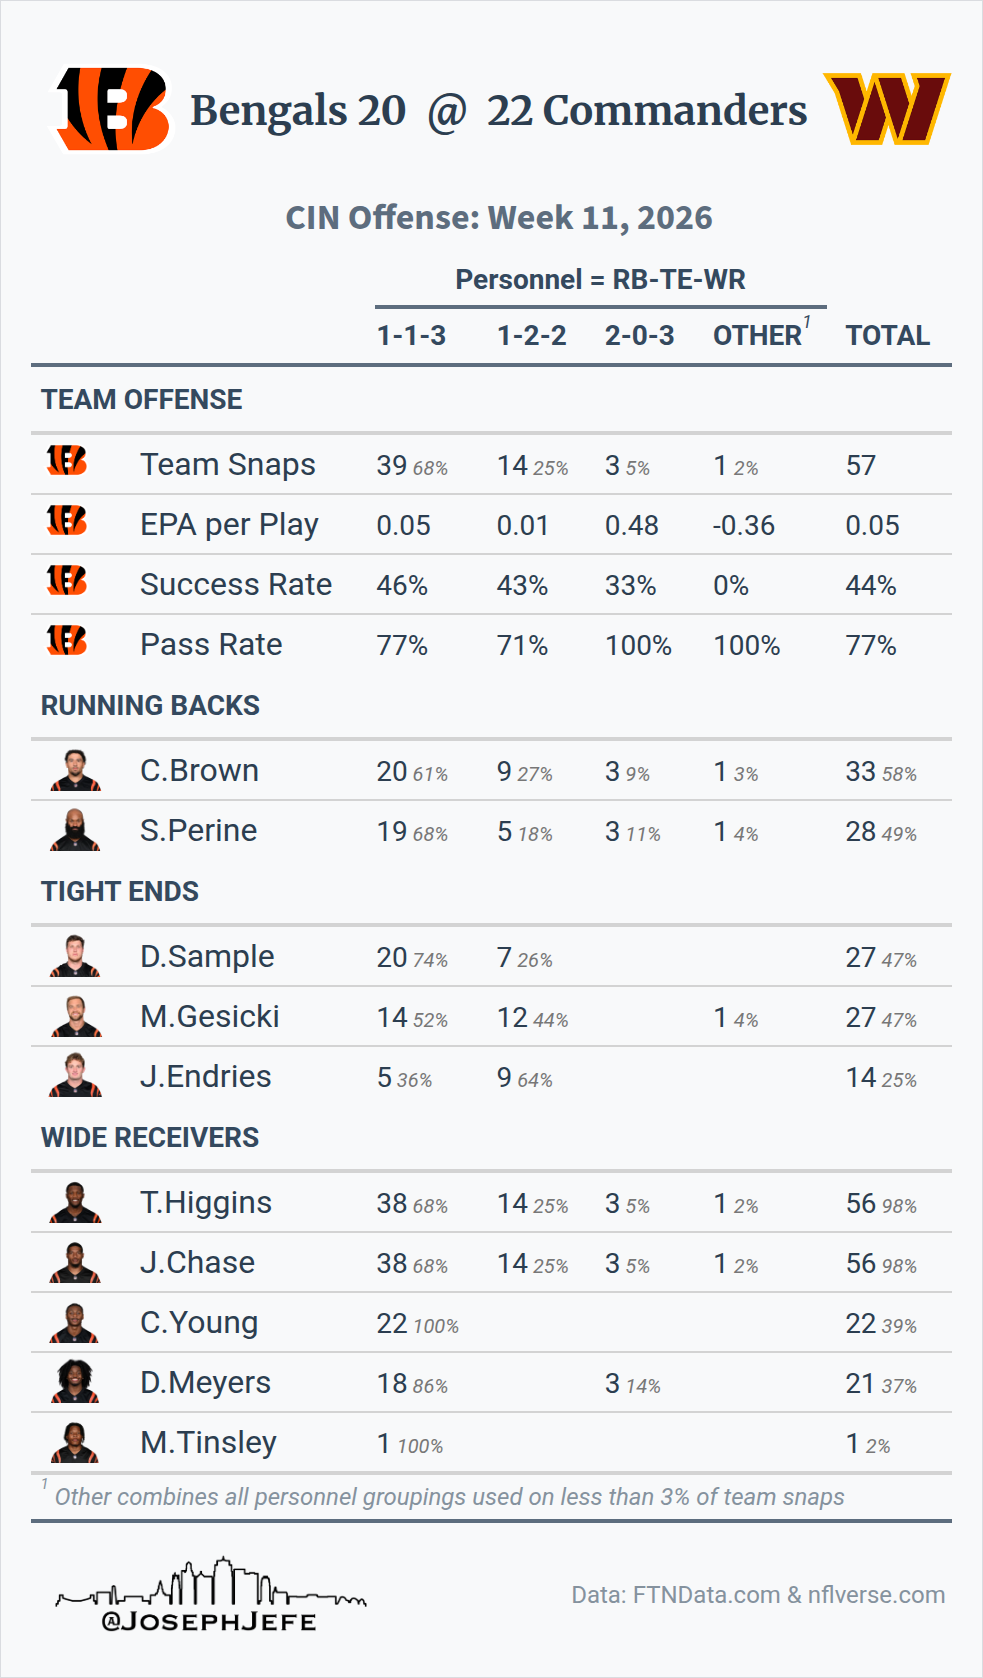 Bengals 20 @ 22 Commanders
CIN Offense: Week 11, 2026
Personnel = RB-TE-WR
1-1-3 1-2-2 2-0-3 OTHER1 TOTAL
TEAM OFFENSE
Team Snaps 39 68% 14 25% 3 5% 1 2% 57
EPA per Play 0.05 0.01 0.48 -0.36 0.05
Success Rate 46% 43% 33% 0% 44%
Pass Rate 77% 71% 100% 100% 77%
RUNNING BACKS
C.Brown 20 61% 9 27% 3 9% 1 3% 33 58%
S.Perine 19 68% 5 18% 3 11% 1 4% 28 49%
TIGHT ENDS
D.Sample 20 74% 7 26% 27 47%
M.Gesicki 14 52% 12 44% 1 4% 27 47%
J.Endries 5 36% 9 64% 14 25%
WIDE RECEIVERS
T.Higgins 38 68% 14 25% 3 5% 1 2% 56 98%
J.Chase 38 68% 14 25% 3 5% 1 2% 56 98%
C.Young 22 100% 22 39%
D.Meyers 18 86% 3 14% 21 37%
M.Tinsley 1 100% 1 2%
1 Other combines all personnel groupings used on less than 3% of team snaps
@JOSEPHJEFE
Data: FTNData.com & nflverse.com